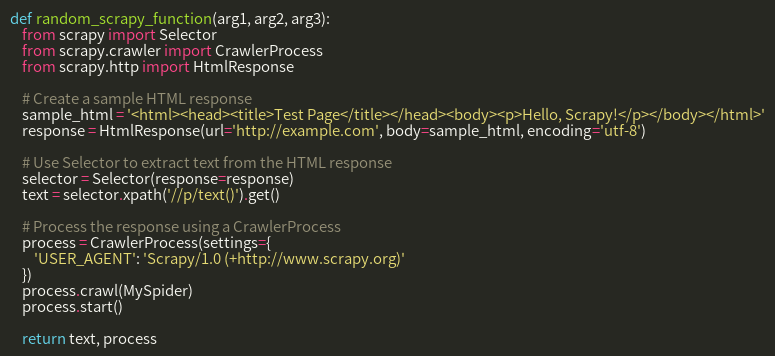 def random_scrapy_function(arg1, arg2, arg3):
    from scrapy import Selector
    from scrapy.crawler import CrawlerProcess
    from scrapy.http import HtmlResponse

    # Create a sample HTML response
    sample_html = '<html><head><title>Test Page</title></head><body><p>Hello, Scrapy!</p></body></html>'
    response = HtmlResponse(url='http://example.com', body=sample_html, encoding='utf-8')

    # Use Selector to extract text from the HTML response
    selector = Selector(response=response)
    text = selector.xpath('//p/text()').get()

    # Process the response using a CrawlerProcess
    process = CrawlerProcess(settings={
        'USER_AGENT': 'Scrapy/1.0 (+http://www.scrapy.org)'
    })
    process.crawl(MySpider)
    process.start()

    return text, process